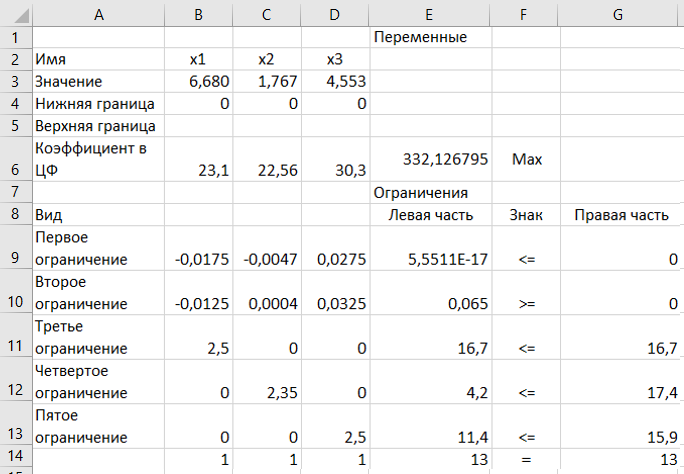 A B C D E F G
1 Переменные
2 Имя x1 x2 x3
3 Значение 6,680 1,767 4,553
4 Нижняя граница 0 0 0
5 Верхняя граница
Коэффициент в
6 ЦФ 23,1 22,56 30,3 332,126795 Max
7 Ограничения
8 Вид Левая часть Знак Правая часть
Первое
9 ограничение -0,0175 -0,0047 0,0275 5,5511E-17 <= 0
Второе
10 ограничение -0,0125 0,0004 0,0325 0,065 >= 0
Третье
11 ограничение 2,5 0 0 16,7 <= 16,7
Четвертое
12 ограничение 0 2,35 0 4,2 <= 17,4
Пятое
13 ограничение 0 0 2,5 11,4 <= 15,9
14 1 1 1 13 = 13